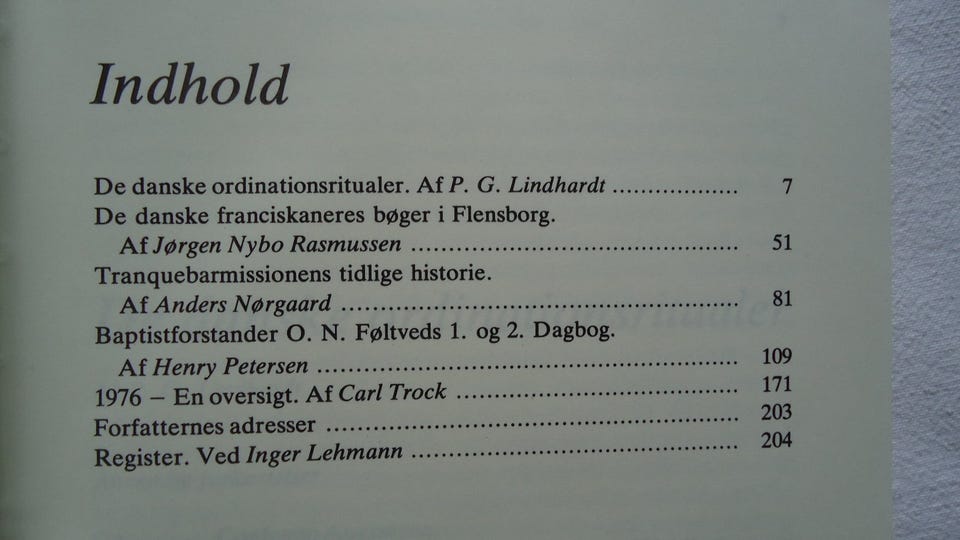 Indhold
De danske ordinationsritualer. Af P. G. Lindhardt .................. 7
De danske franciskaneres bøger i Flensborg.
Af Jørgen Nybo Rasmussen ............................................... 51
Tranquebarmissionens tidlige historie.
Af Anders Nørgaard ......................................................... 81
Baptistforstander O. N. Føltveds 1. og 2. Dagbog.
Af Henry Petersen ............................................................ 109
1976 – En oversigt. Af Carl Trock ........................................ 171
Forfatternes adresser ........................................................... 203
Register. Ved Inger Lehmann ............................................... 204